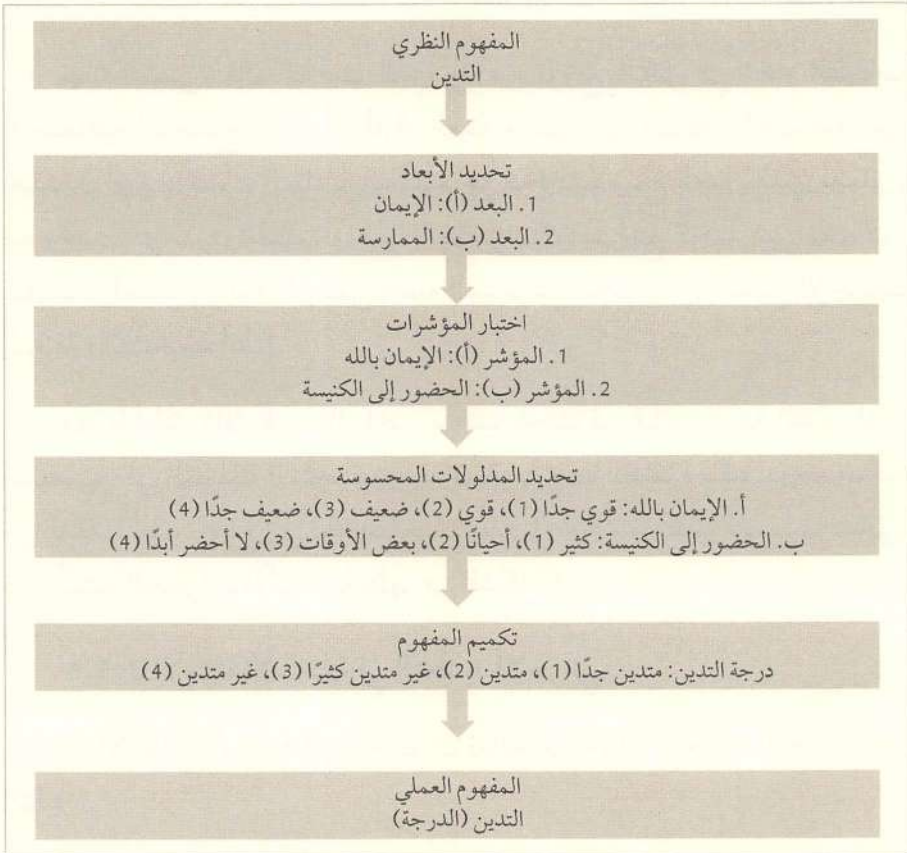 المفهوم النظري
التدين
تحديد الأبعاد
1. البعد (أ): الإيمان
2. البعد (ب): الممارسة
اختبار المؤشرات
1. المؤشر (أ): الإيمان بالله
2. المؤشر (ب): الحضور إلى الكنيسة
تحديد المدلولات المحسوسة
أ. الإيمان بالله: قوي جدًا (1)، قوي (2)، ضعيف (3)، ضعيف جدًا (4)
ب. الحضور إلى الكنيسة: كثير (1)، أحيانًا (2)، بعض الأوقات (3)، لا أحضر أبدًا (4)
تكميم المفهوم
درجة التدين: متدين جدًا (1)، متدين (2)، غير متدين كثيرًا (3)، غير متدين (4)
المفهوم العملي
التدين (الدرجة)